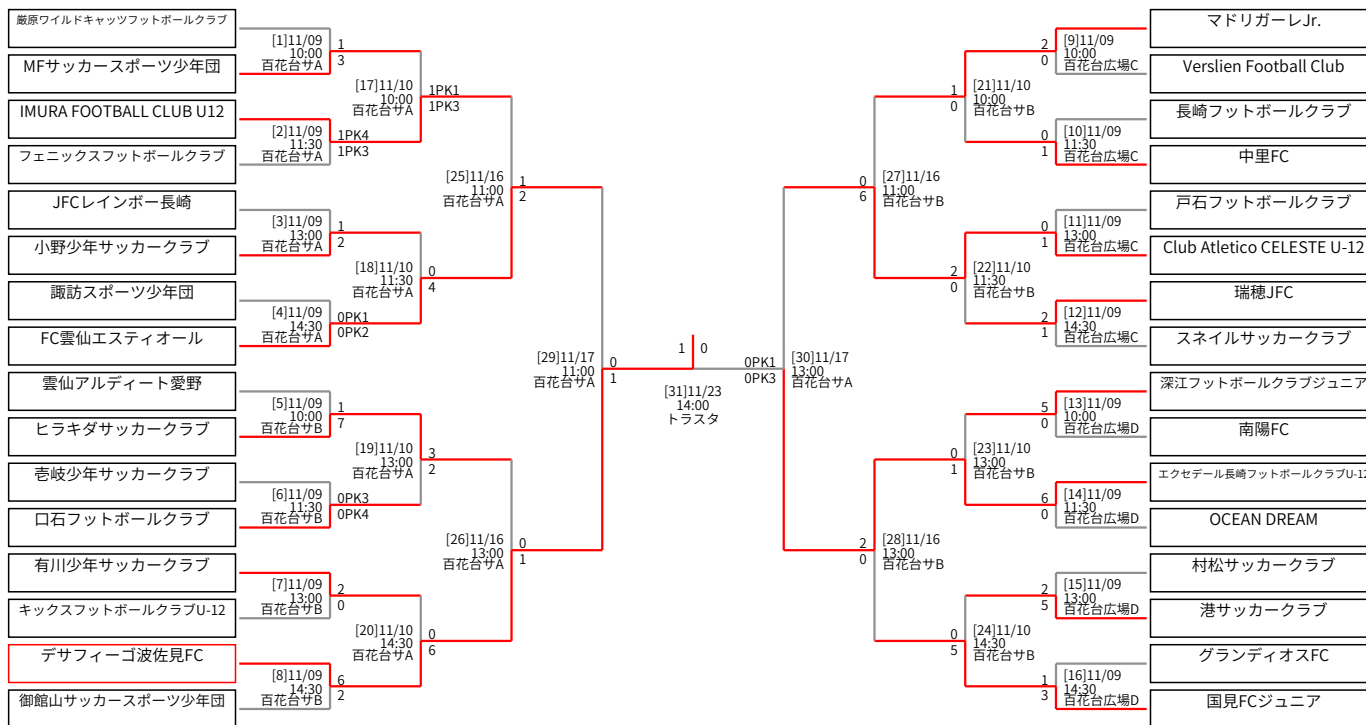 厳原ワイルドキャッツフットボールクラブ
MFサッカースポーツ少年団
IMURA FOOTBALL CLUB U12
フェニックスフットボールクラブ
JFCレインボー長崎
小野少年サッカークラブ
諏訪スポーツ少年団
FC雲仙エスティオール
雲仙アルディート愛野
ヒラキダサッカークラブ
壱岐少年サッカークラブ
口石フットボールクラブ
有川少年サッカークラブ
キックスフットボールクラブU-12
デサフィーゴ波佐見FC
御館山サッカースポーツ少年団
[1]11/09
10:00
百花台サA
1
3
[2]11/09
11:30
百花台サA
1PK4
1PK3
[3]11/09
13:00
百花台サA
1
2
[4]11/09
14:30
百花台サA
0PK1
0PK2
[5]11/09
10:00
百花台サB
1
7
[6]11/09
11:30
百花台サB
0PK3
0PK4
[7]11/09
13:00
百花台サB
2
0
[8]11/09
14:30
百花台サB
6
2
[17]11/10
10:00
百花台サA
1PK1
1PK3
[18]11/10
11:30
百花台サA
0
4
[19]11/10
13:00
百花台サA
3
2
[20]11/10
14:30
百花台サA
0
6
[25]11/16
11:00
百花台サA
1
2
[26]11/16
13:00
百花台サA
0
1
[29]11/17
11:00
百花台サA
0
1
1
0
[31]11/23
14:00
トラスタ
0PK1
0PK3
[30]11/17
13:00
百花台サA
0
6
[27]11/16
11:00
百花台サB
2
0
[28]11/16
13:00
百花台サB
1
0
[21]11/10
10:00
百花台サB
2
0
[22]11/10
11:30
百花台サB
0
1
[23]11/10
13:00
百花台サB
0
5
[24]11/10
14:30
百花台サB
2
0
[9]11/09
10:00
百花台広場C
0
1
[10]11/09
11:30
百花台広場C
0
1
[11]11/09
13:00
百花台広場C
2
1
[12]11/09
14:30
百花台広場C
5
0
[13]11/09
10:00
百花台広場D
6
0
[14]11/09
11:30
百花台広場D
2
5
[15]11/09
13:00
百花台広場D
1
3
[16]11/09
14:30
百花台広場D
マドリガーレJr.
Verslien Football Club
長崎フットボールクラブ
中里FC
戸石フットボールクラブ
Club Atletico CELESTE U-12
瑞穂JFC
スネイルサッカークラブ
深江フットボールクラブジュニア
南陽FC
エクセデール長崎フットボールクラブU-12
OCEAN DREAM
村松サッカークラブ
港サッカークラブ
グランディオスFC
国見FCジュニア